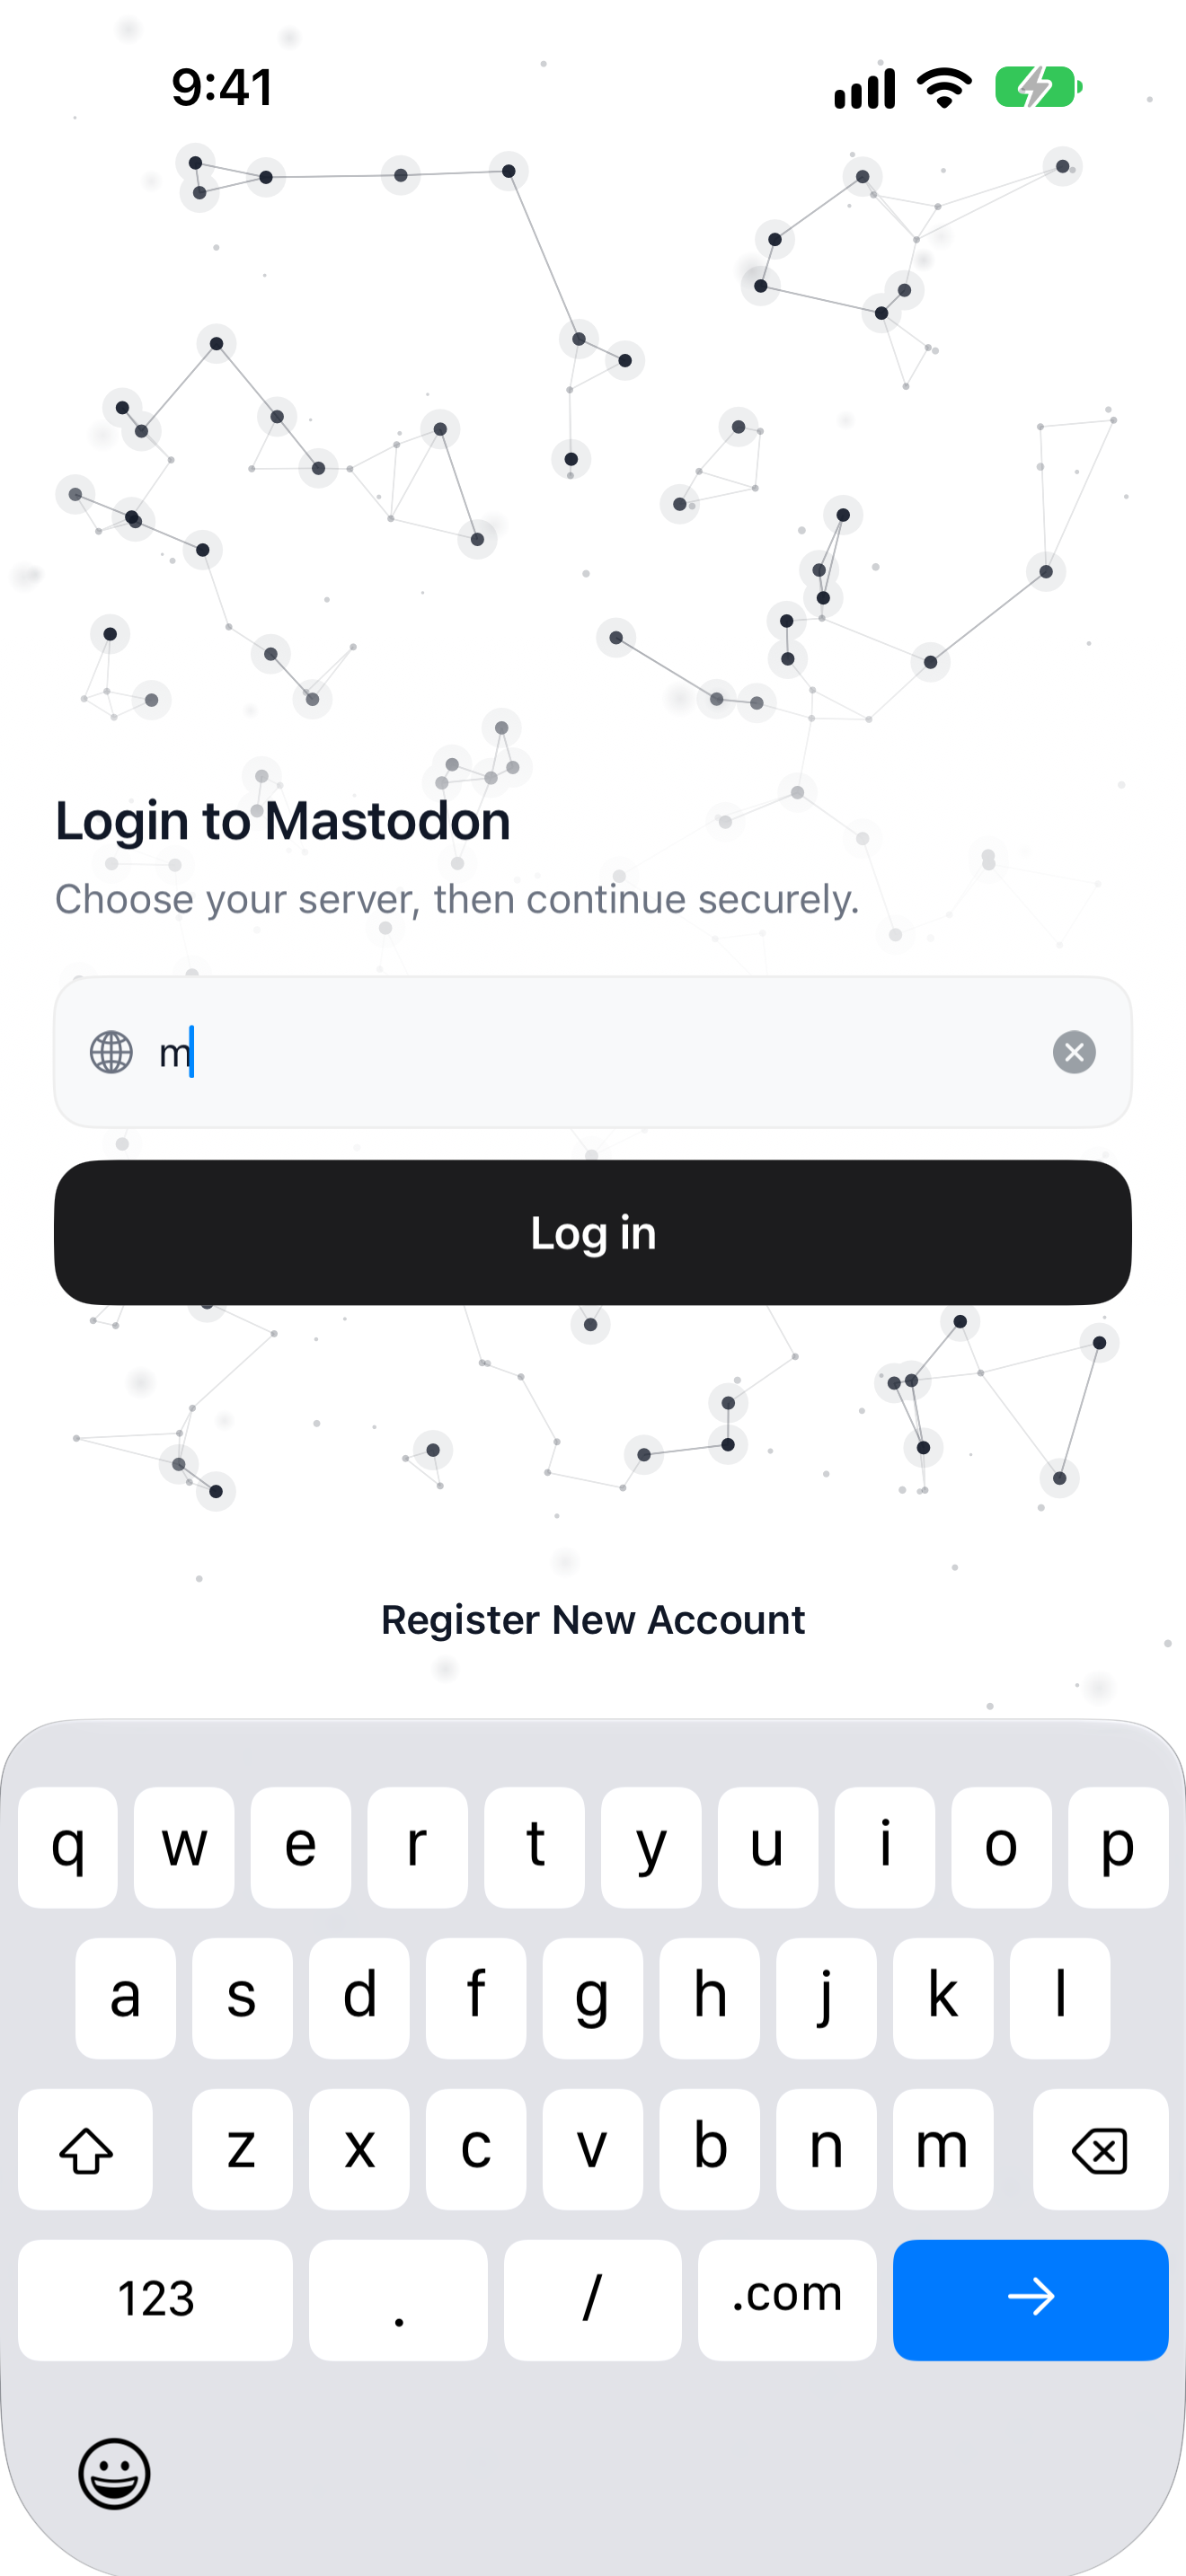 9:41
Login to Mastodon
Choose your server, then continue securely.
m
Log in
Register New Account
q w e r t y u i o p
a s d f g h j k l
z x c v b n m
123 . / .com